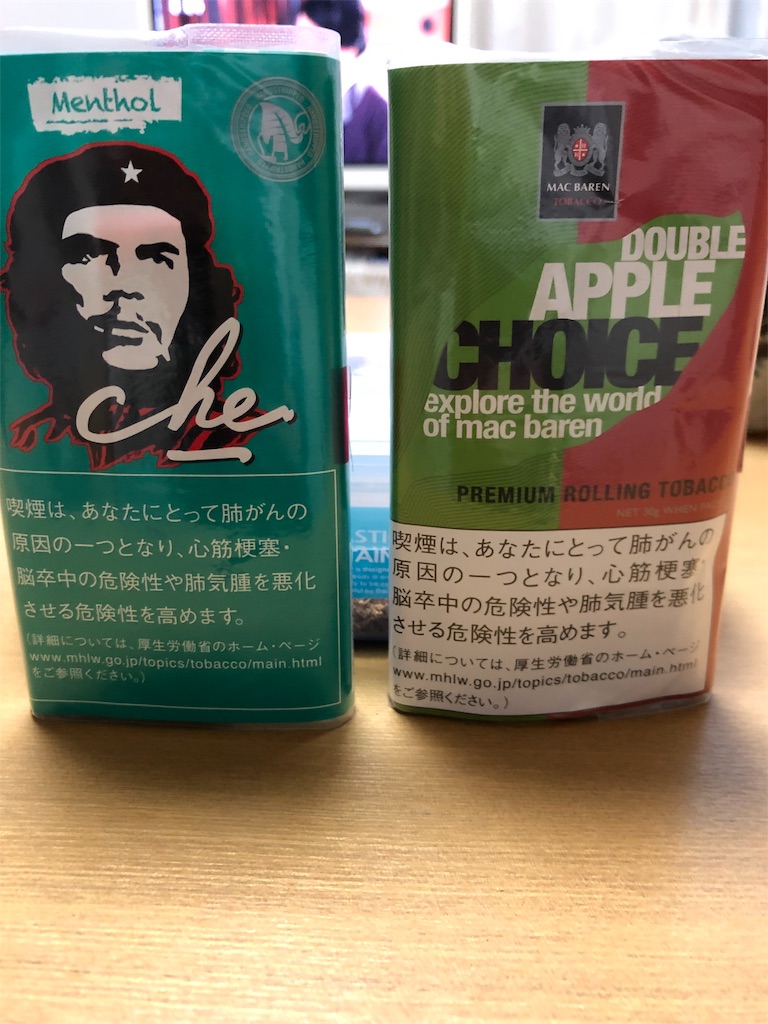 Menthol
che
喫煙は、あなたにとって肺がんの
原因の一つとなり、心筋梗塞・
脳卒中の危険性や肺気腫を悪化
させる危険性を高めます。
(詳細については、厚生労働省のホーム・ページ
www.mhlw.go.jp/topics/tobacco/main.html
をご参照ください。)
MAC BAREN
TOBACCO
DOUBLE
APPLE
CHOICE
explore the world
of mac baren
PREMIUM ROLLING TOBACCO
NET 30g WHEN
喫煙は、あなたにとって肺がんの
原因の一つとなり、心筋梗塞・
脳卒中の危険性や肺気腫を悪化
させる危険性を高めます。
(詳細については、厚生労働省のホーム・ページ
www.mhlw.go.jp/topics/tobacco/main.html
をご参照ください。)